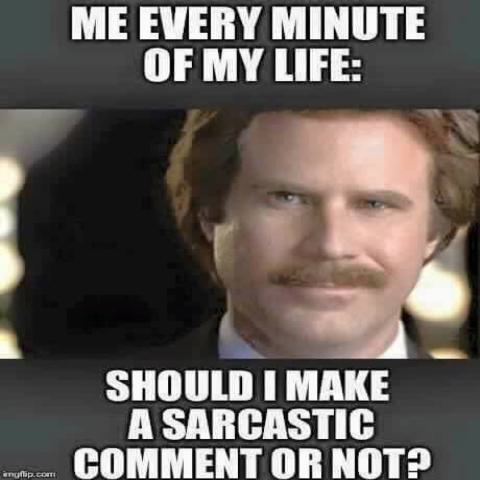 ME EVERY MINUTE
OF MY LIFE:
SHOULD I MAKE
A SARCASTIC
COMMENT OR NOT?
imgflip.com